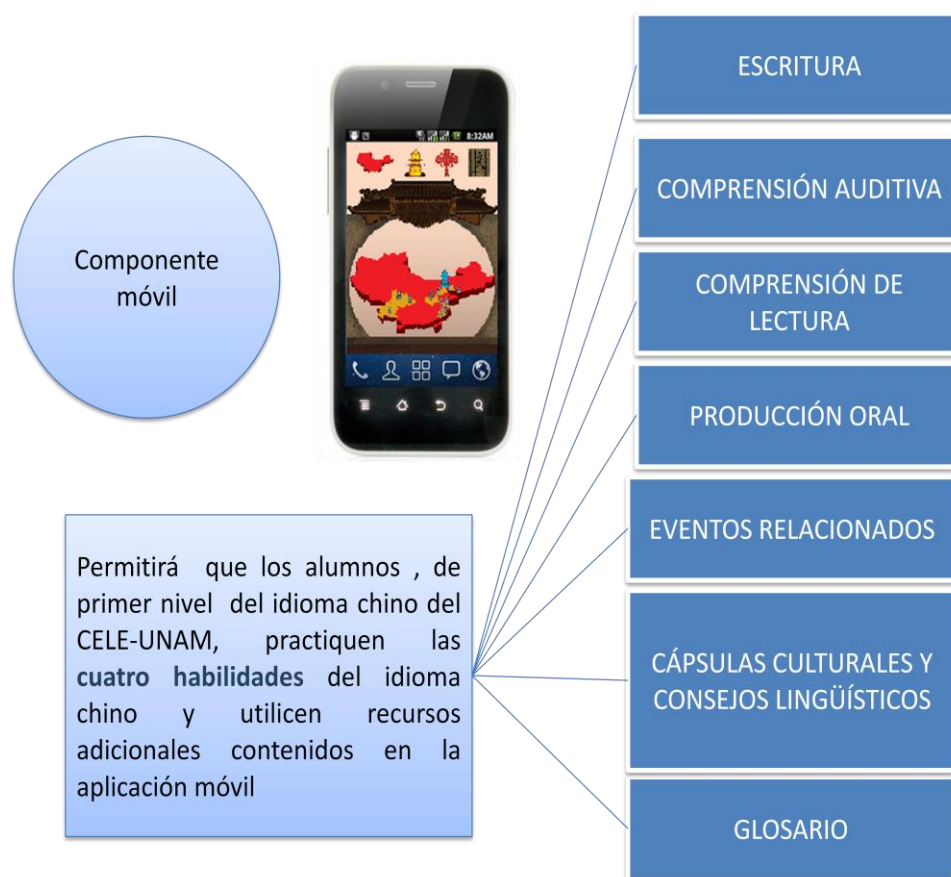 Componente
móvil
8:32AM
Permitirá que los alumnos , de
primer nivel del idioma chino del
CELE-UNAM, practiquen las
cuatro habilidades del idioma
chino y utilicen recursos
adicionales contenidos en la
aplicación móvil
ESCRITURA
COMPRENSIÓN AUDITIVA
COMPRENSIÓN DE
LECTURA
PRODUCCIÓN ORAL
EVENTOS RELACIONADOS
CÁPSULAS CULTURALES Y
CONSEJOS LINGÜÍSTICOS
GLOSARIO